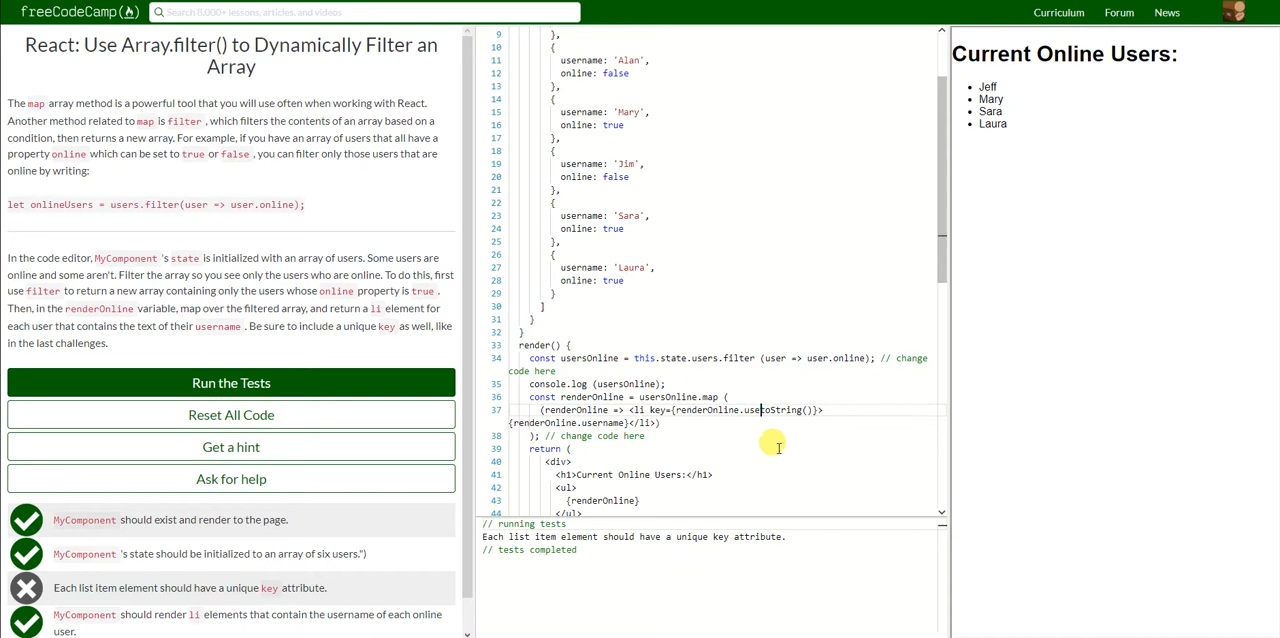 freeCodeCamp
Search 8,000+ lessons, articles, and videos
Curriculum
Forum
News
React: Use Array.filter() to Dynamically Filter an
Array
The map array method is a powerful tool that you will use often when working with React.
Another method related to map is filter , which filters the contents of an array based on a
condition, then returns a new array. For example, if you have an array of users that all have a
property online which can be set to true or false , you can filter only those users that are
online by writing:
let onlineUsers = users.filter(user => user.online);
In the code editor, MyComponent 's state is initialized with an array of users. Some users are
online and some aren't. Filter the array so you see only the users who are online. To do this, first
use filter to return a new array containing only the users whose online property is true .
Then, in the renderOnline variable, map over the filtered array, and return a li element for
each user that contains the text of their username . Be sure to include a unique key as well, like
in the last challenges.
Run the Tests
Reset All Code
Get a hint
Ask for help
MyComponent should exist and render to the page.
MyComponent 's state should be initialized to an array of six users.")
Each list item element should have a unique key attribute.
MyComponent should render li elements that contain the username of each online
user.
9 },
10 {
11 username: 'Alan',
12 online: false
13 },
14 {
15 username: 'Mary',
16 online: true
17 },
18 {
19 username: 'Jim',
20 online: false
21 },
22 {
23 username: 'Sara',
24 online: true
25 },
26 {
27 username: 'Laura',
28 online: true
29 }
30 ]
31 }
32 }
33 render() {
34 const usersOnline = this.state.users.filter (user => user.online); // change
code here
35 console.log (usersOnline);
36 const renderOnline = usersOnline.map (
37 (renderOnline => <li key={renderOnline.usetoString()}>
{renderOnline.username}</li>)
38 ); // change code here
39 return (
40 <div>
41 <h1>Current Online Users:</h1>
42 <ul>
43 {renderOnline}
44 </ul>
// running tests
Each list item element should have a unique key attribute.
// tests completed
Current Online Users:
• Jeff
• Mary
• Sara
• Laura